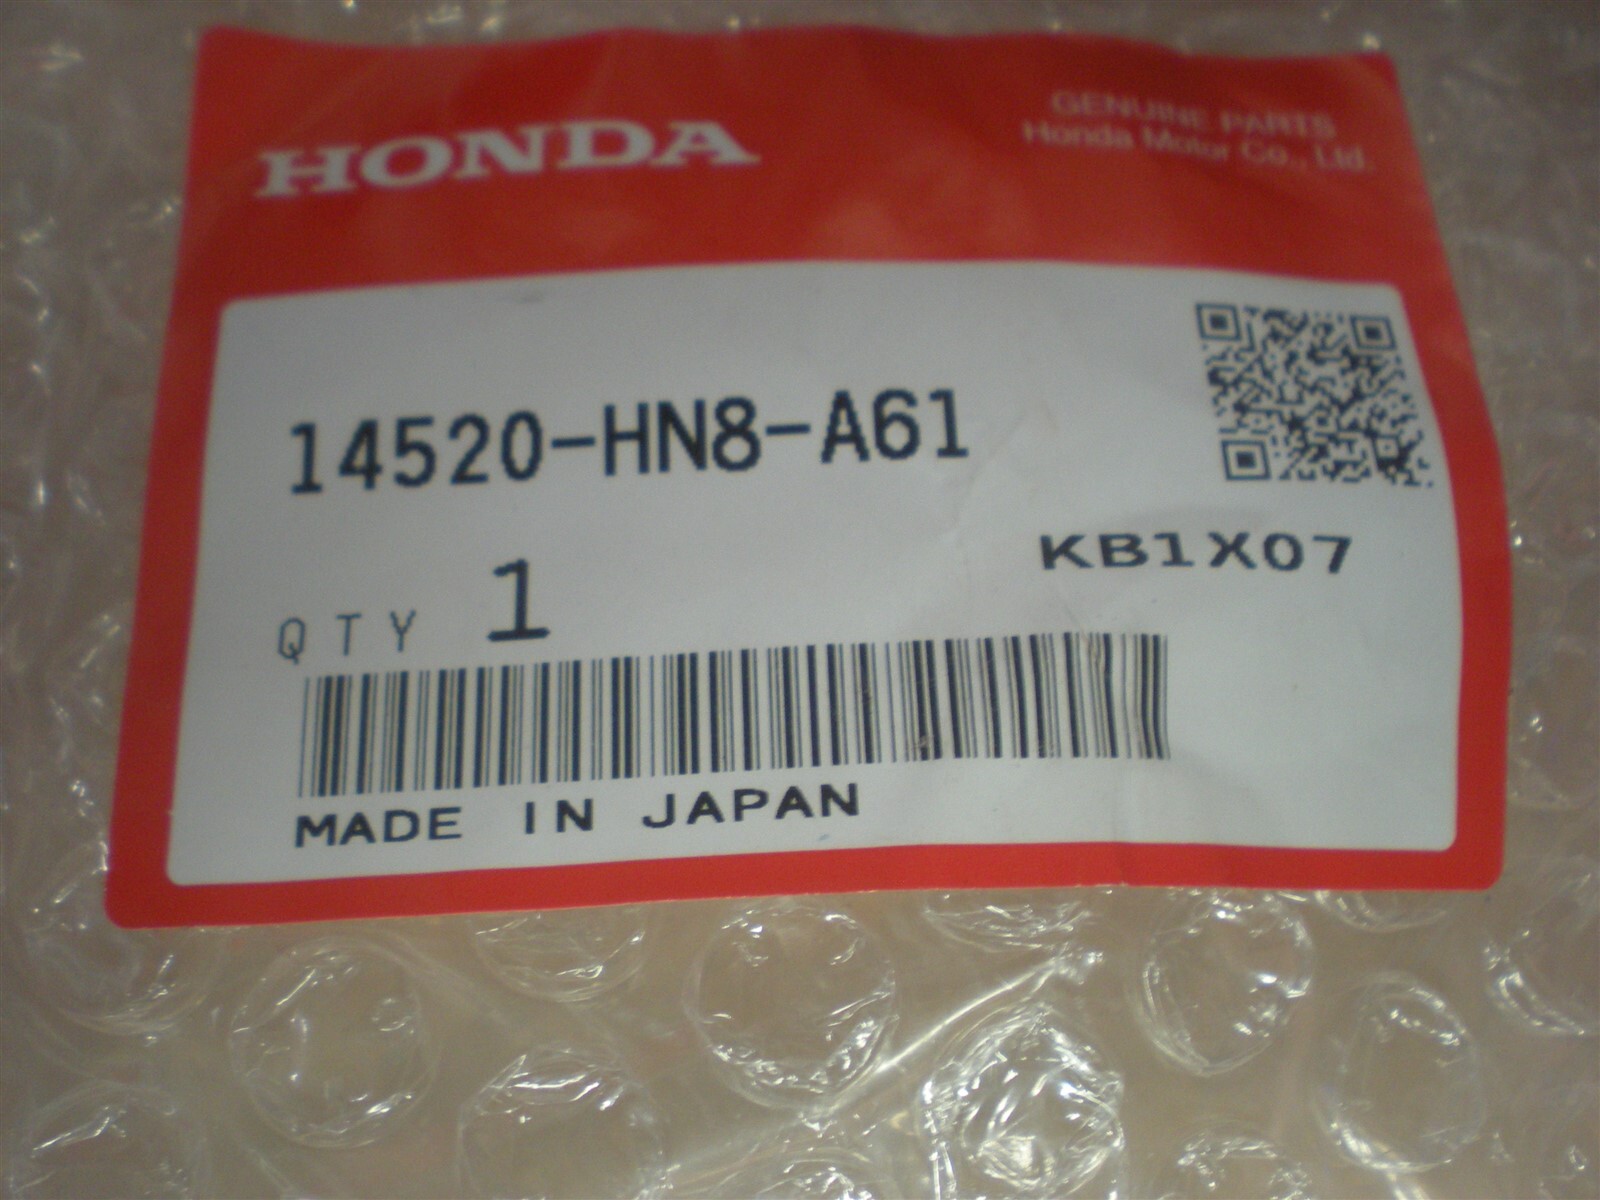 HONDA
GENUINE PARTS
Honda Motor Co., Ltd.
14520-HN8-A61
KB1X07
QTY 1
MADE IN JAPAN